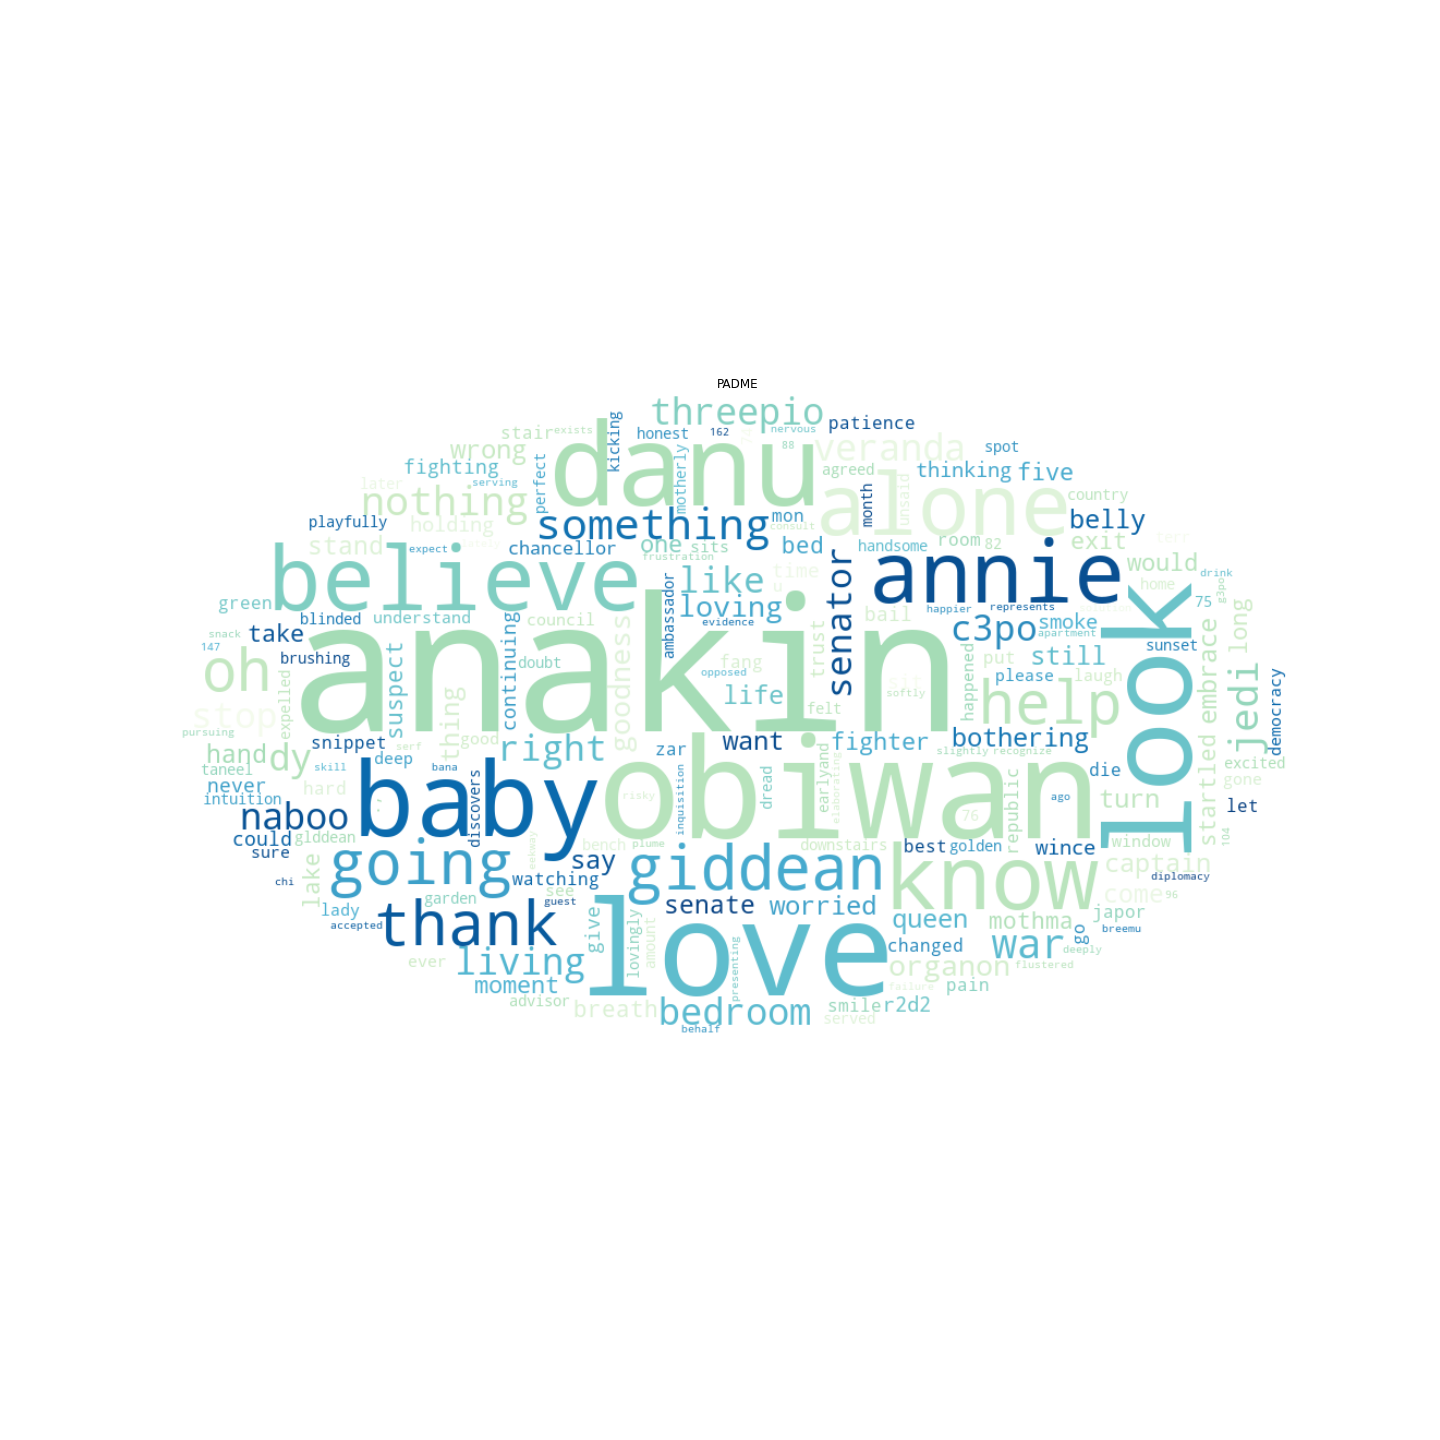 PADME
threepio
patience
162
nervous
exists
stair
honest
kicking
88
danu
veranda
spot
wrong
fighting
serving
perfect
motherly
agreed
thinking
five
later
nothing
alone
unsaid
month
country
playfully
holding
something
mon
consult
belly
stand
expect
chancellor
one
sits
bed
handsome
room
82
exit
frustration
believe
like
time
u
senator
annie
would
home
drink
g3po
75
green
blinded
understand
council
loving
ambassador
evidence
bail
happier
represents
c3po
smoke
apartment
look
long
snack
147
take
brushing
suspect
continuing
doubt
goodness
anakin
fang
trust
opposed
life
felt
sit
softly
happened
put
still
please
laugh
sunset
embrace
startled
jedi
democracy
oh
stop
expelled
pursuing
help
snippet
thing
good
serf
right
zar
want
fighter
bothering
slightly
recognize
hand
dy
taneel
skill
deep
bana
die
excited
gone
never
intuition
hard
baby
discovers
risky
inquisition
dread
obiwan
earlyand
elaborating
76
republic
ago
turn
let
naboo
could
glddean
sure
lake
going
bench
plume
downstairs
best
golden
wince
window
104
chi
watching
say
giddean
know
captain
diplomacy
see
guest
garden
lady
accepted
thank
senate
worried
come
96
give
lovingly
love
queen
mothma
japor
breemu
go
changed
war
deeply
ever
living
amount
presenting
organon
flustered
moment
failure
pain
advisor
breath
bedroom
smile
r2d2
served
behalf